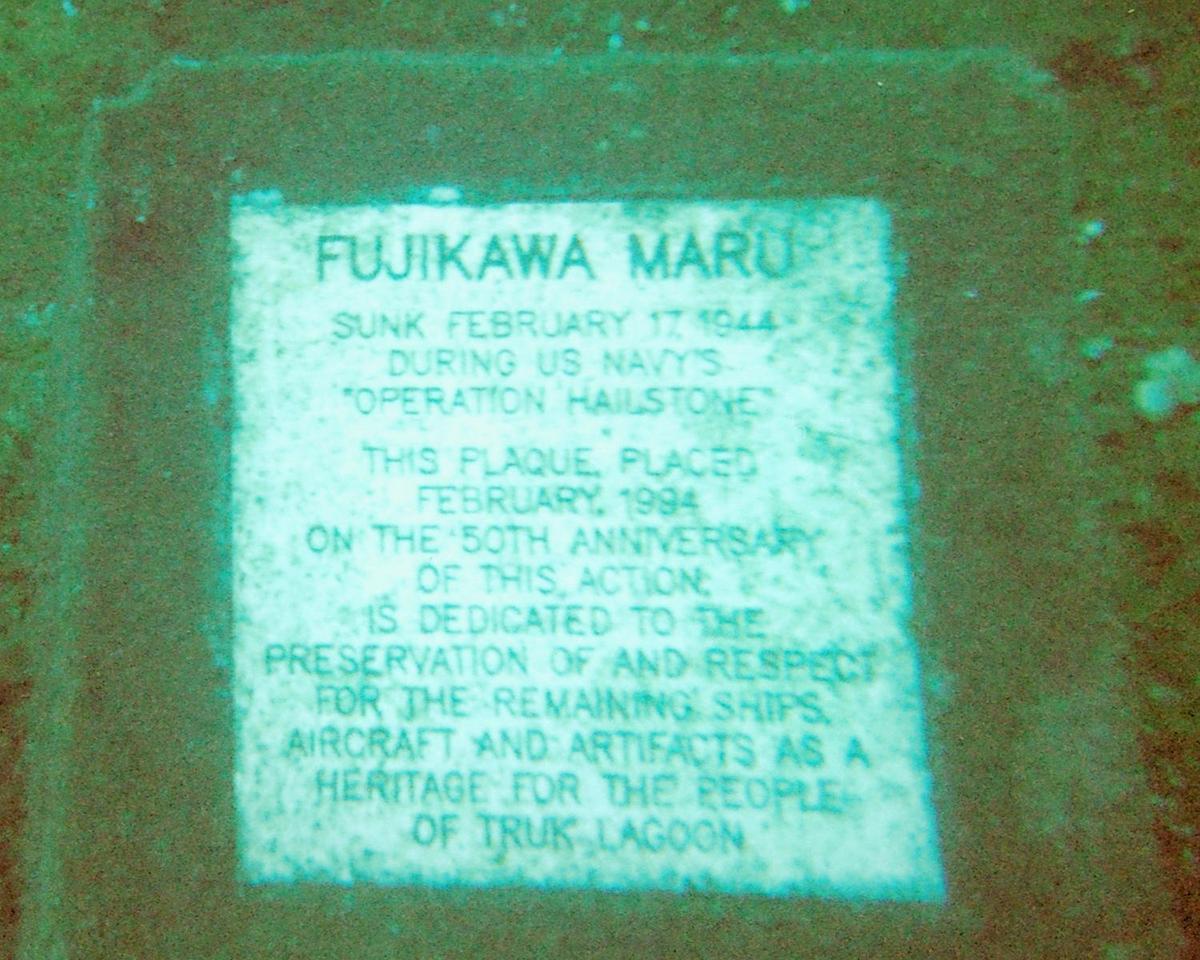 FUJIKAWA MARU
SUNK FEBRUARY 17, 1944
DURING US NAVY'S
"OPERATION HAILSTONE"
THIS PLAQUE, PLACED
FEBRUARY, 1994
ON THE 50TH ANNIVERSARY
OF THIS ACTION,
IS DEDICATED TO THE
PRESERVATION OF AND RESPECT
FOR THE REMAINING SHIPS,
AIRCRAFT AND ARTIFACTS AS A
HERITAGE FOR THE PEOPLE
OF TRUK LAGOON